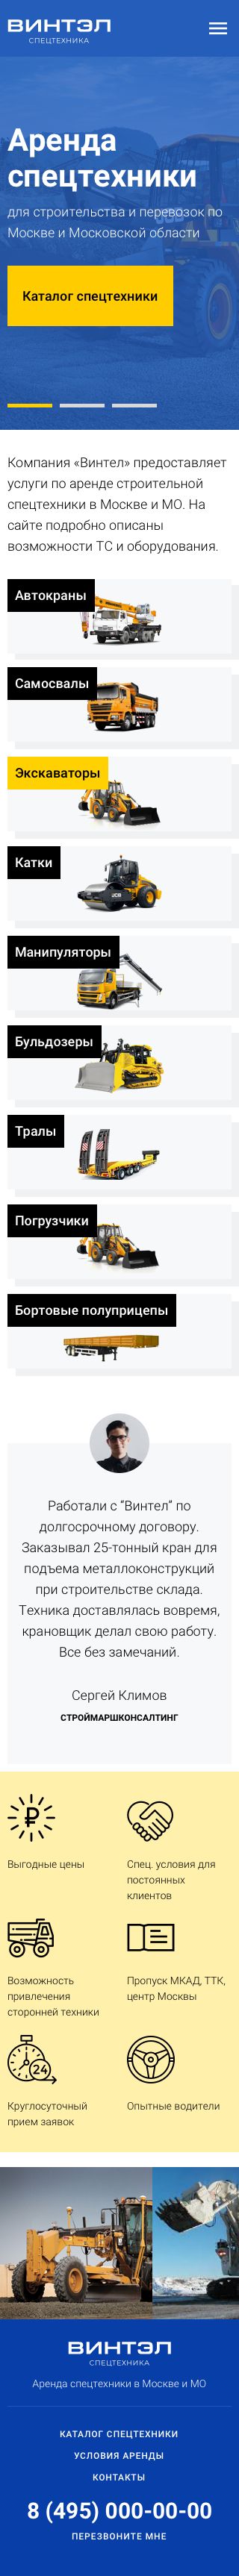 ВИНТЭЛ
СПЕЦТЕХНИКА
Аренда
спецтехники
для строительства и перевозок по
Москве и Московской области
Каталог спецтехники
Компания «Винтел» предоставляет
услуги по аренде строительной
спецтехники в Москве и МО. На
сайте подробно описаны
возможности ТС и оборудования.
Автокраны
Самосвалы
Экскаваторы
Катки
JCB
Манипуляторы
Бульдозеры
Тралы
Погрузчики
Бортовые полуприцепы
Работали с “Винтел” по
долгосрочному договору.
Заказывал 25-тонный кран для
подъема металлоконструкций
при строительстве склада.
Техника доставлялась вовремя,
крановщик делал свою работу.
Все без замечаний.
Сергей Климов
СТРОЙМАРШКОНСАЛТИНГ
₽
Выгодные цены
Спец. условия для
постоянных
клиентов
Возможность
привлечения
сторонней техники
Пропуск МКАД, ТТК,
центр Москвы
24
Круглосуточный
прием заявок
Опытные водители
ВИНТЭЛ
СПЕЦТЕХНИКА
Аренда спецтехники в Москве и МО
КАТАЛОГ СПЕЦТЕХНИКИ
УСЛОВИЯ АРЕНДЫ
КОНТАКТЫ
8 (495) 000-00-00
ПЕРЕЗВОНИТЕ МНЕ